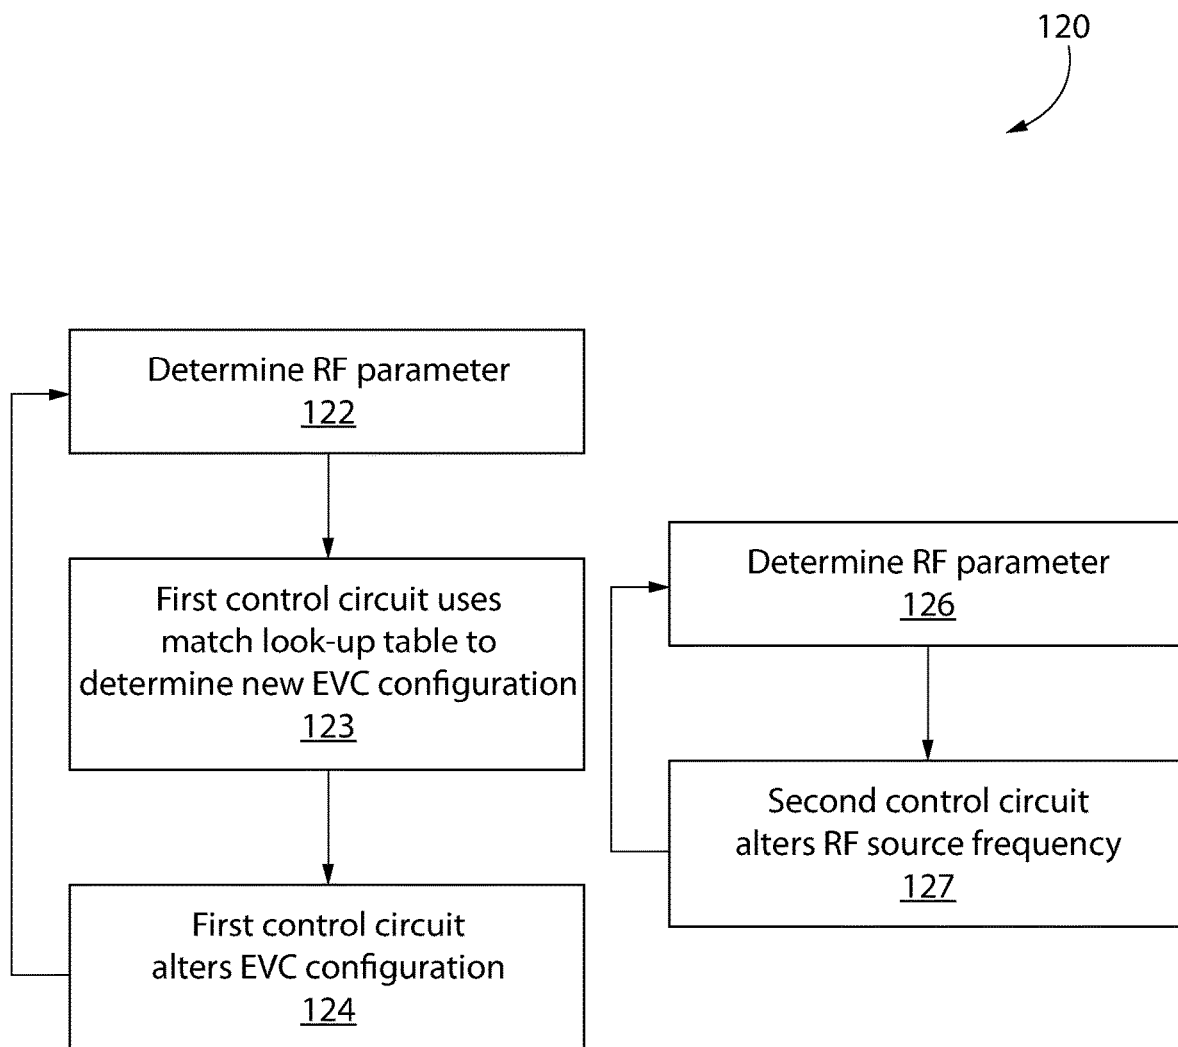 120
Determine RF parameter
122
First control circuit uses
match look-up table to
determine new EVC configuration
123
First control circuit
alters EVC configuration
124
Determine RF parameter
126
Second control circuit
alters RF source frequency
127